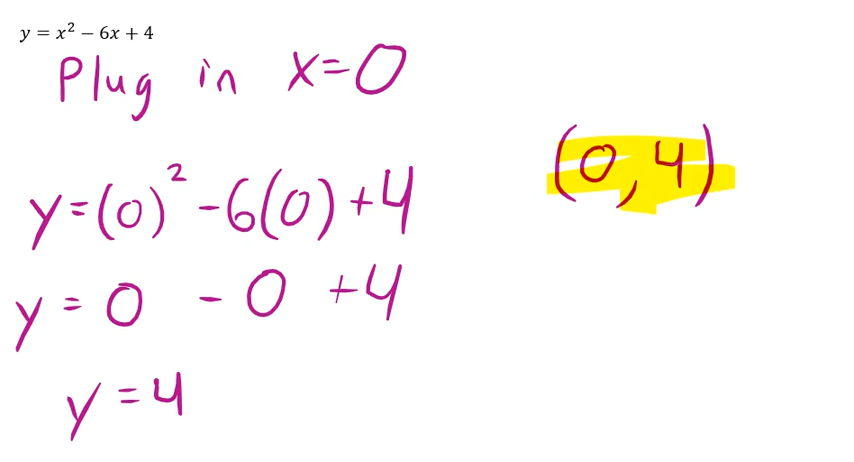 y = x² − 6x + 4
Plug in x=0
(0,4)
y=(0)² -6(0)+4
y = 0 - 0 +4
y = 4